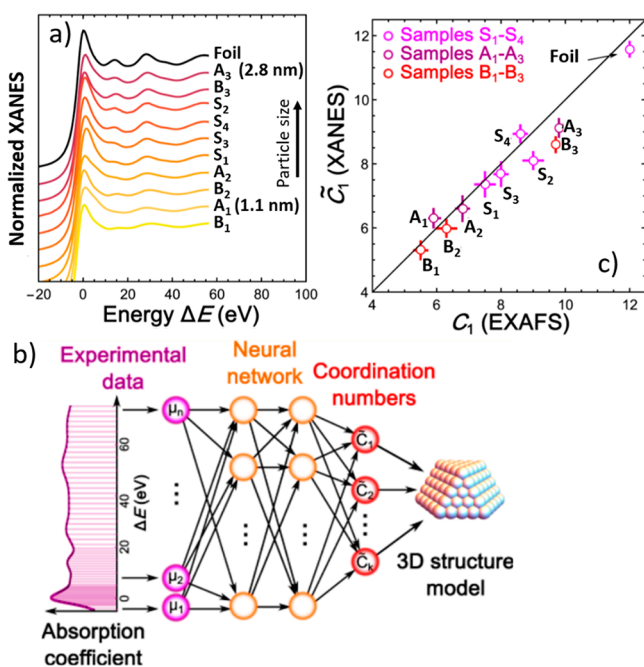 a)
Normalized XANES
Foil
A₃ (2.8 nm)
B₃
S₂
S₄
S₃
S₁
A₂
B₂
A₁ (1.1 nm)
B₁
Particle size
-20 0 20 40 60 80 100
Energy ΔE (eV)
c)
C̃₁ (XANES)
12
10
8
6
4
Samples S₁-S₄
Samples A₁-A₃
Samples B₁-B₃
Foil
S₄
A₃
B₃
S₂
S₃
S₁
A₁
A₂
B₂
B₁
4 6 8 10 12
C₁ (EXAFS)
b)
Experimental
data
Neural
network
Coordination
numbers
60
40
20
0
ΔE (eV)
μₙ
...
μ₂
μ₁
...
...
C̃₁
C̃₂
...
C̃ₖ
3D structure
model
Absorption
coefficient